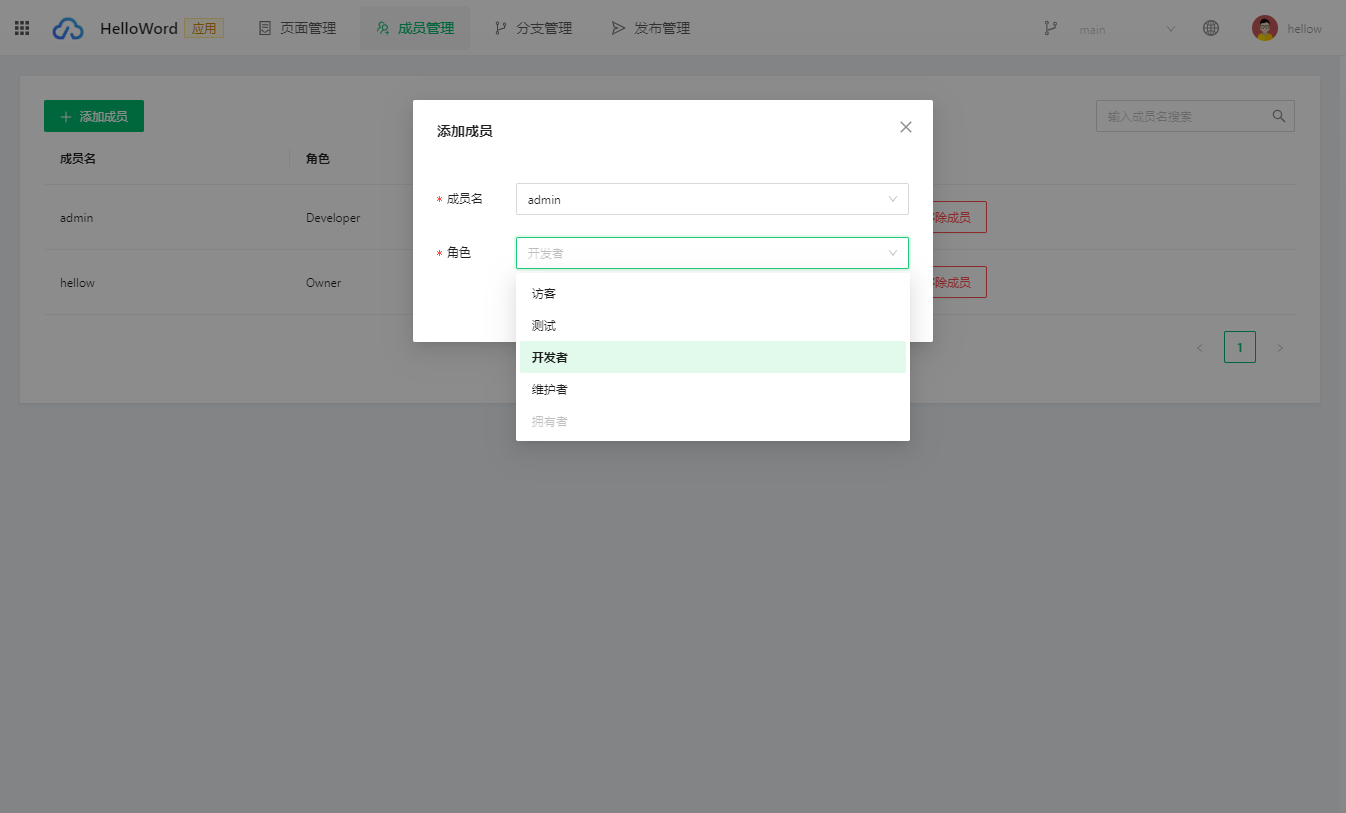 HelloWord 应用 页面管理 成员管理 分支管理 发布管理 main hellow
添加成员 输入成员名搜索
成员名 角色
admin Developer 除成员
hellow Owner 除成员
1
添加成员
* 成员名 admin
* 角色 开发者
访客
测试
开发者
维护者
拥有者